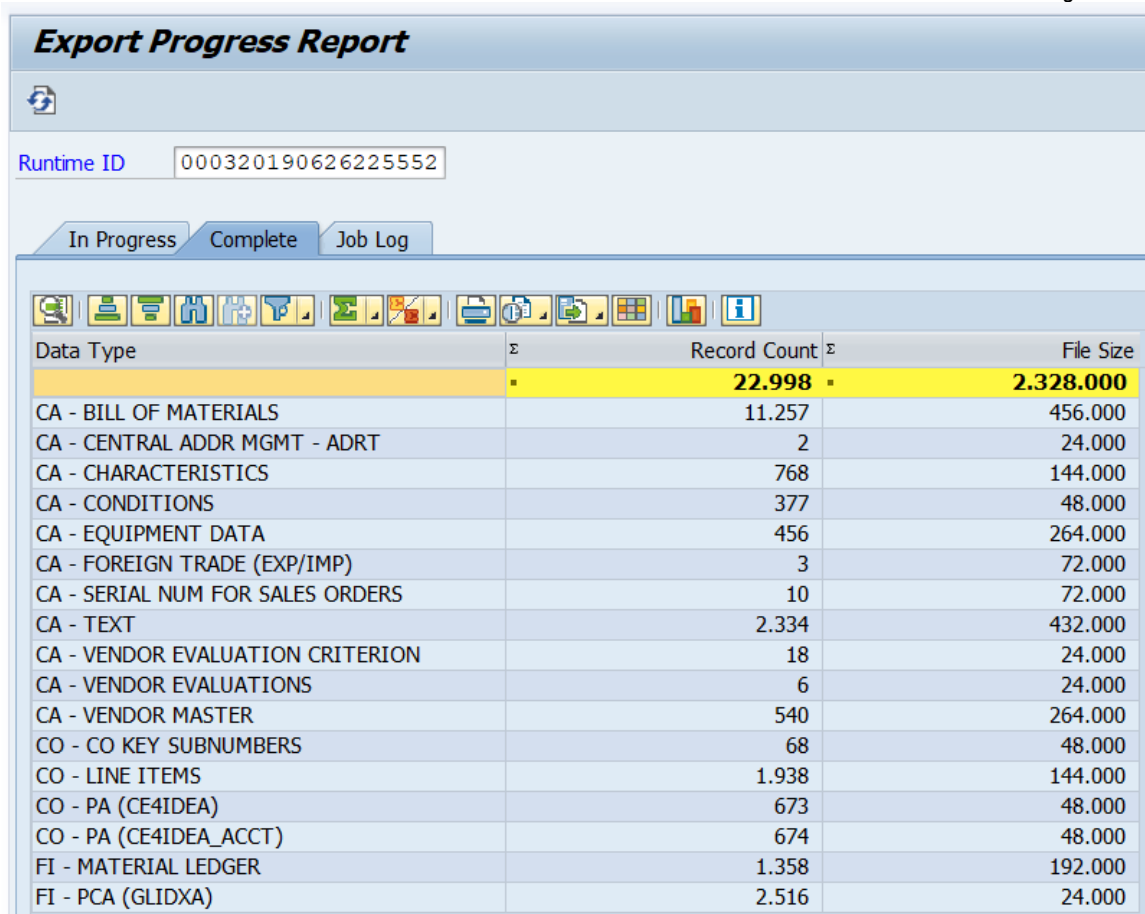 Export Progress Report
Runtime ID 000320190626225552
In Progress Complete Job Log
Data Type Σ Record Count Σ File Size
22.998 2.328.000
CA - BILL OF MATERIALS 11.257 456.000
CA - CENTRAL ADDR MGMT - ADRT 2 24.000
CA - CHARACTERISTICS 768 144.000
CA - CONDITIONS 377 48.000
CA - EQUIPMENT DATA 456 264.000
CA - FOREIGN TRADE (EXP/IMP) 3 72.000
CA - SERIAL NUM FOR SALES ORDERS 10 72.000
CA - TEXT 2.334 432.000
CA - VENDOR EVALUATION CRITERION 18 24.000
CA - VENDOR EVALUATIONS 6 24.000
CA - VENDOR MASTER 540 264.000
CO - CO KEY SUBNUMBERS 68 48.000
CO - LINE ITEMS 1.938 144.000
CO - PA (CE4IDEA) 673 48.000
CO - PA (CE4IDEA_ACCT) 674 48.000
FI - MATERIAL LEDGER 1.358 192.000
FI - PCA (GLIDXA) 2.516 24.000